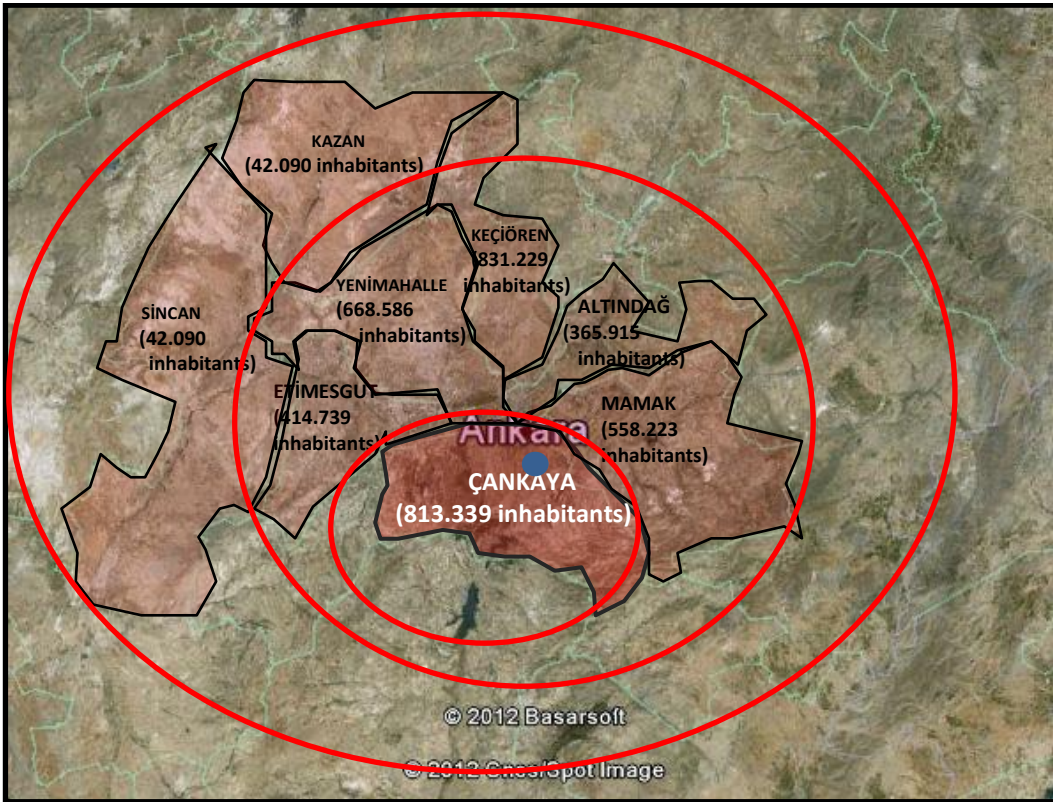 KAZAN
(42.090 inhabitants)
KEÇİÖREN
(831.229
inhabitants)
YENİMAHALLE
(668.586
inhabitants)
SİNCAN
(42.090
inhabitants)
ALTINDAĞ
(365.915
inhabitants)
ETİMESGUT
(414.739
inhabitants)
MAMAK
(558.223
inhabitants)
Ankara
ÇANKAYA
(813.339 inhabitants)
© 2012 Basarsoft
© 2012 Cnes/Spot Image